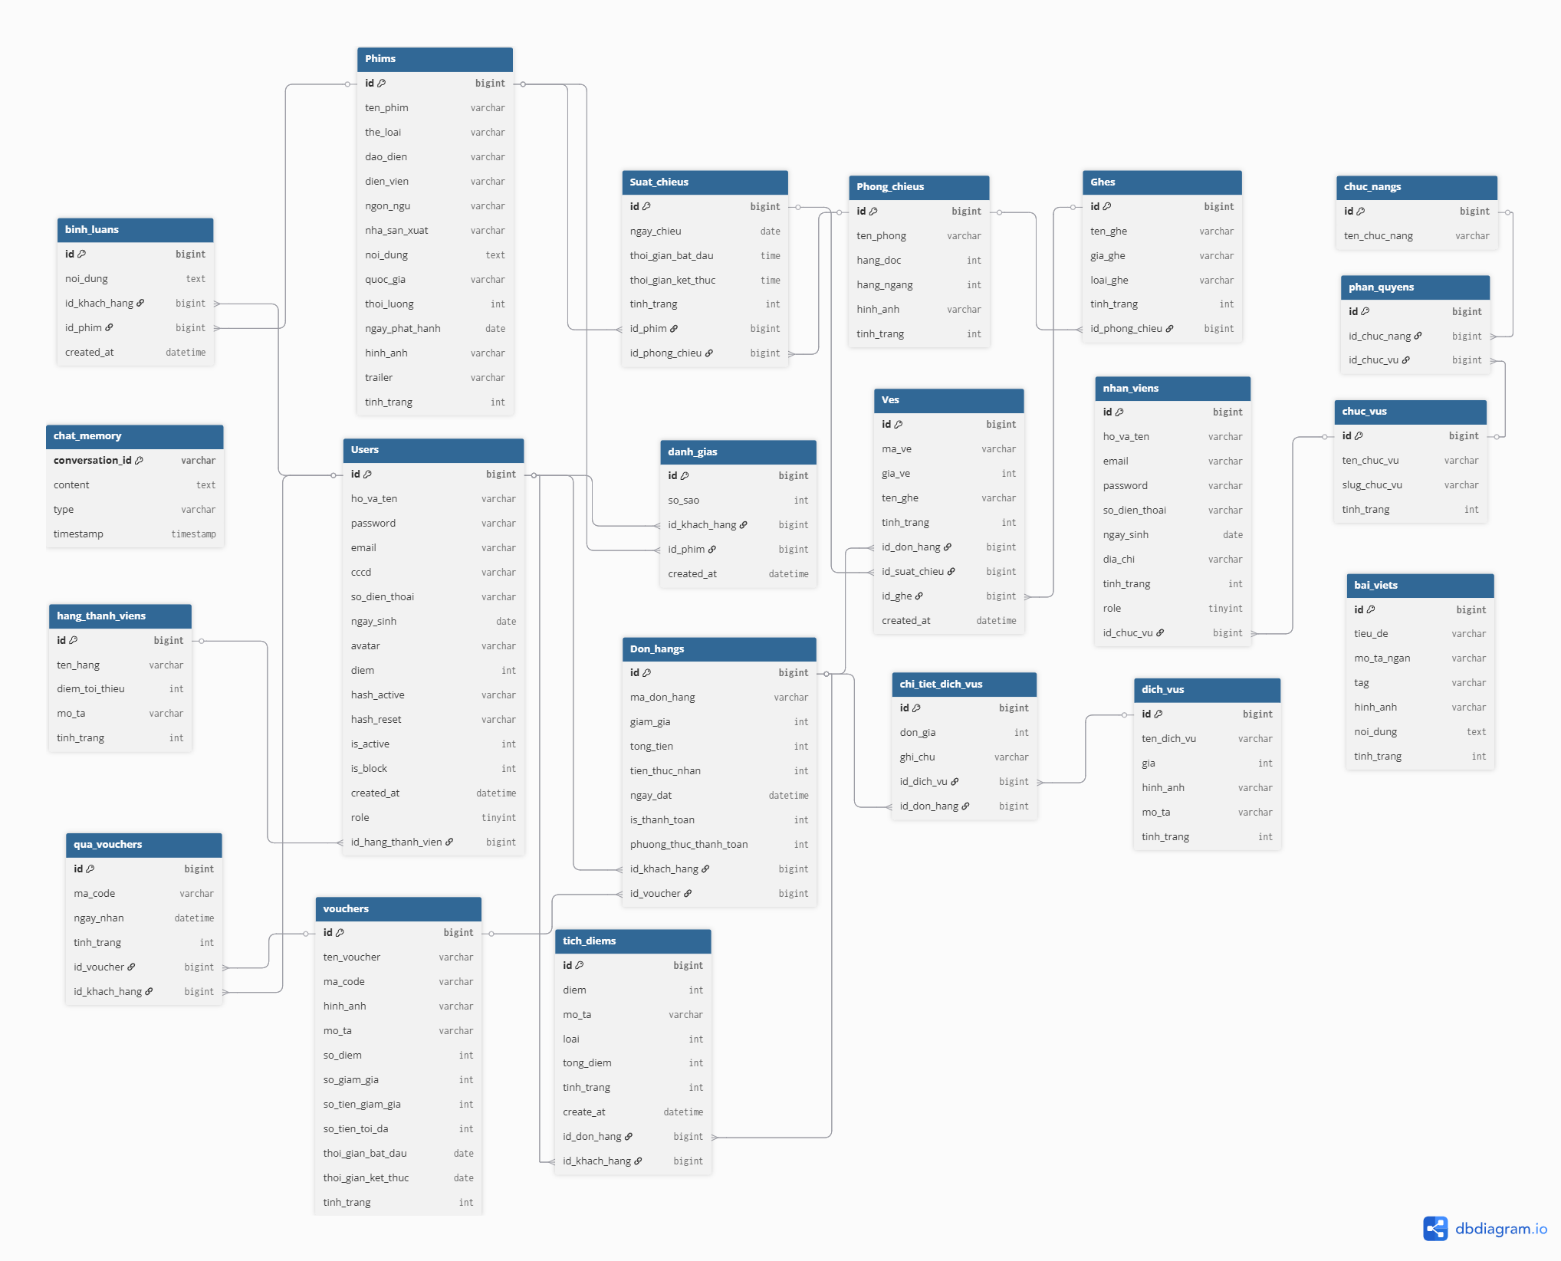 Phims
id bigint
ten_phim varchar
the_loai varchar
dao_dien varchar
dien_vien varchar
ngon_ngu varchar
nha_san_xuat varchar
noi_dung text
quoc_gia varchar
thoi_luong int
ngay_phat_hanh date
hinh_anh varchar
trailer varchar
tinh_trang int
Suat_chieus
id bigint
ngay_chieu date
thoi_gian_bat_dau time
thoi_gian_ket_thuc time
tinh_trang int
id_phim bigint
id_phong_chieu bigint
Phong_chieus
id bigint
ten_phong varchar
hang_doc int
hang_ngang int
hinh_anh varchar
tinh_trang int
Ghes
id bigint
ten_ghe varchar
gia_ghe varchar
loai_ghe varchar
tinh_trang int
id_phong_chieu bigint
chuc_nangs
id bigint
ten_chuc_nang varchar
binh_luans
id bigint
noi_dung text
id_khach_hang bigint
id_phim bigint
created_at datetime
phan_quyens
id bigint
id_chuc_nang bigint
id_chuc_vu bigint
chat_memory
conversation_id varchar
content text
type varchar
timestamp timestamp
Users
id bigint
ho_va_ten varchar
password varchar
email varchar
cccd varchar
so_dien_thoai varchar
ngay_sinh date
avatar varchar
diem int
hash_active varchar
hash_reset varchar
is_active int
is_block int
created_at datetime
role tinyint
id_hang_thanh_vien bigint
danh_gias
id bigint
so_sao int
id_khach_hang bigint
id_phim bigint
created_at datetime
Ves
id bigint
ma_ve varchar
gia_ve int
ten_ghe varchar
tinh_trang int
id_don_hang bigint
id_suat_chieu bigint
id_ghe bigint
created_at datetime
nhan_viens
id bigint
ho_va_ten varchar
email varchar
password varchar
so_dien_thoai varchar
ngay_sinh date
dia_chi varchar
tinh_trang int
role tinyint
id_chuc_vu bigint
chuc_vus
id bigint
ten_chuc_vu varchar
slug_chuc_vu varchar
tinh_trang int
bai_viets
id bigint
tieu_de varchar
mo_ta_ngan varchar
tag varchar
hinh_anh varchar
noi_dung text
tinh_trang int
hang_thanh_viens
id bigint
ten_hang varchar
diem_toi_thieu int
mo_ta varchar
tinh_trang int
Don_hangs
id bigint
ma_don_hang varchar
giam_gia int
tong_tien int
tien_thuc_nhan int
ngay_dat datetime
is_thanh_toan int
phuong_thuc_thanh_toan int
id_khach_hang bigint
id_voucher bigint
chi_tiet_dich_vus
id bigint
don_gia int
ghi_chu varchar
id_dich_vu bigint
id_don_hang bigint
dich_vus
id bigint
ten_dich_vu varchar
gia int
hinh_anh varchar
mo_ta varchar
tinh_trang int
qua_vouchers
id bigint
ma_code varchar
ngay_nhan datetime
tinh_trang int
id_voucher bigint
id_khach_hang bigint
vouchers
id bigint
ten_voucher varchar
ma_code varchar
hinh_anh varchar
mo_ta varchar
so_diem int
so_giam_gia int
so_tien_giam_gia int
so_tien_toi_da int
thoi_gian_bat_dau date
thoi_gian_ket_thuc date
tinh_trang int
tich_diems
id bigint
diem int
mo_ta varchar
loai int
tong_diem int
tinh_trang int
create_at datetime
id_don_hang bigint
id_khach_hang bigint
dbdiagram.io